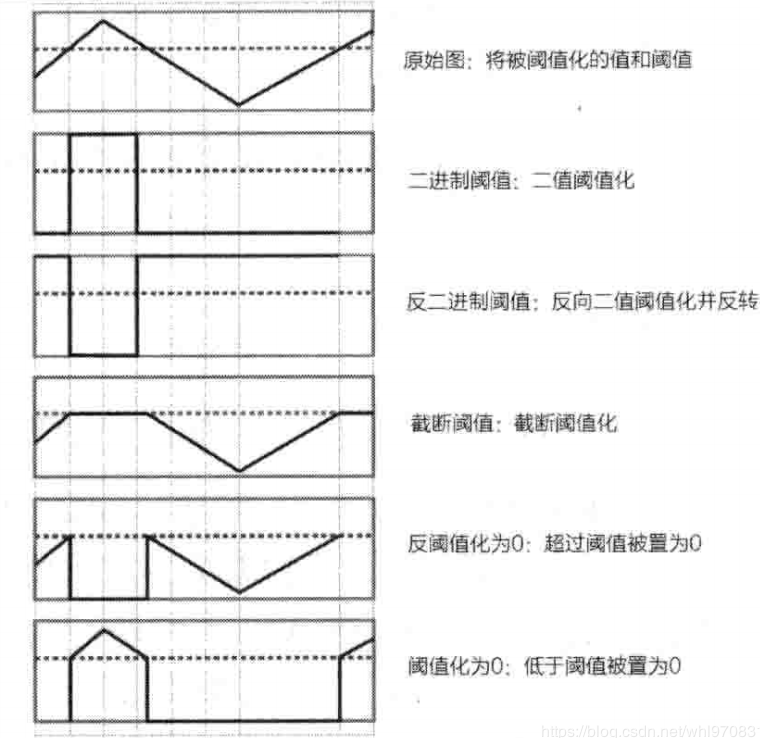 原始图：将被阈值化的值和阈值
二进制阈值：二值阈值化
反二进制阈值：反向二值阈值化并反转
截断阈值：截断阈值化
反阈值化为0：超过阈值被置为0
阈值化为0：低于阈值被置为0
https://blog.csdn.net/whl97083